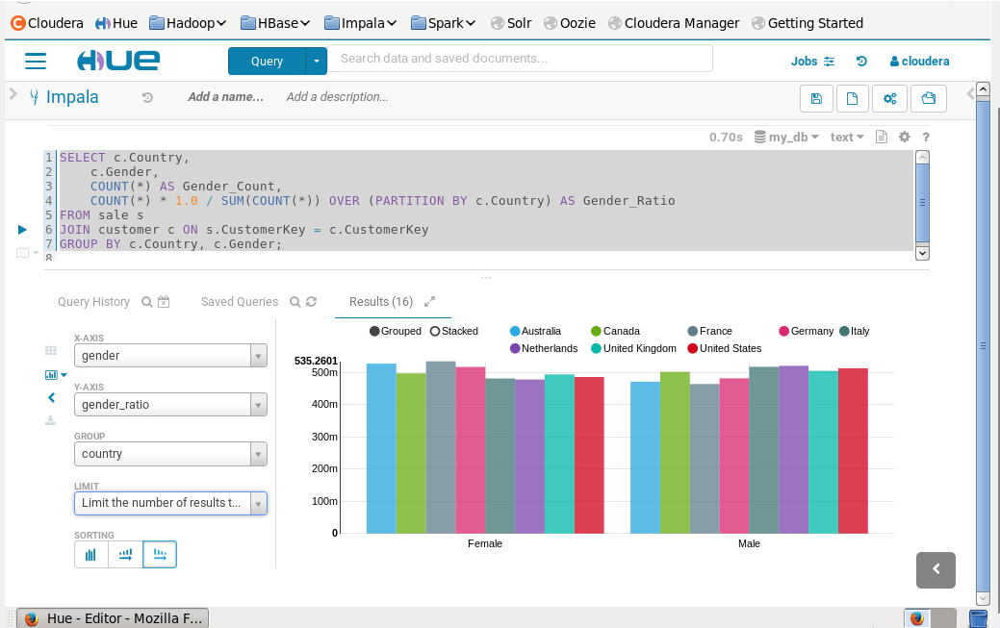 Cloudera Hue Hadoop HBase Impala Spark Solr Oozie Cloudera Manager Getting Started
HUE Query Search data and saved documents... Jobs cloudera
Impala Add a name... Add a description...
0.70s my_db text ?
1 SELECT c.Country,
2 c.Gender,
3 COUNT(*) AS Gender_Count,
4 COUNT(*) * 1.0 / SUM(COUNT(*)) OVER (PARTITION BY c.Country) AS Gender_Ratio
5 FROM sale s
6 JOIN customer c ON s.CustomerKey = c.CustomerKey
7 GROUP BY c.Country, c.Gender;
8
Query History Saved Queries Results (16)
X-AXIS
gender
Y-AXIS
gender_ratio
GROUP
country
LIMIT
Limit the number of results t...
SORTING
Grouped Stacked Australia Canada France Germany Italy
Netherlands United Kingdom United States
535.2601
500m
400m
300m
200m
100m
0
Female Male
Hue - Editor - Mozilla F...